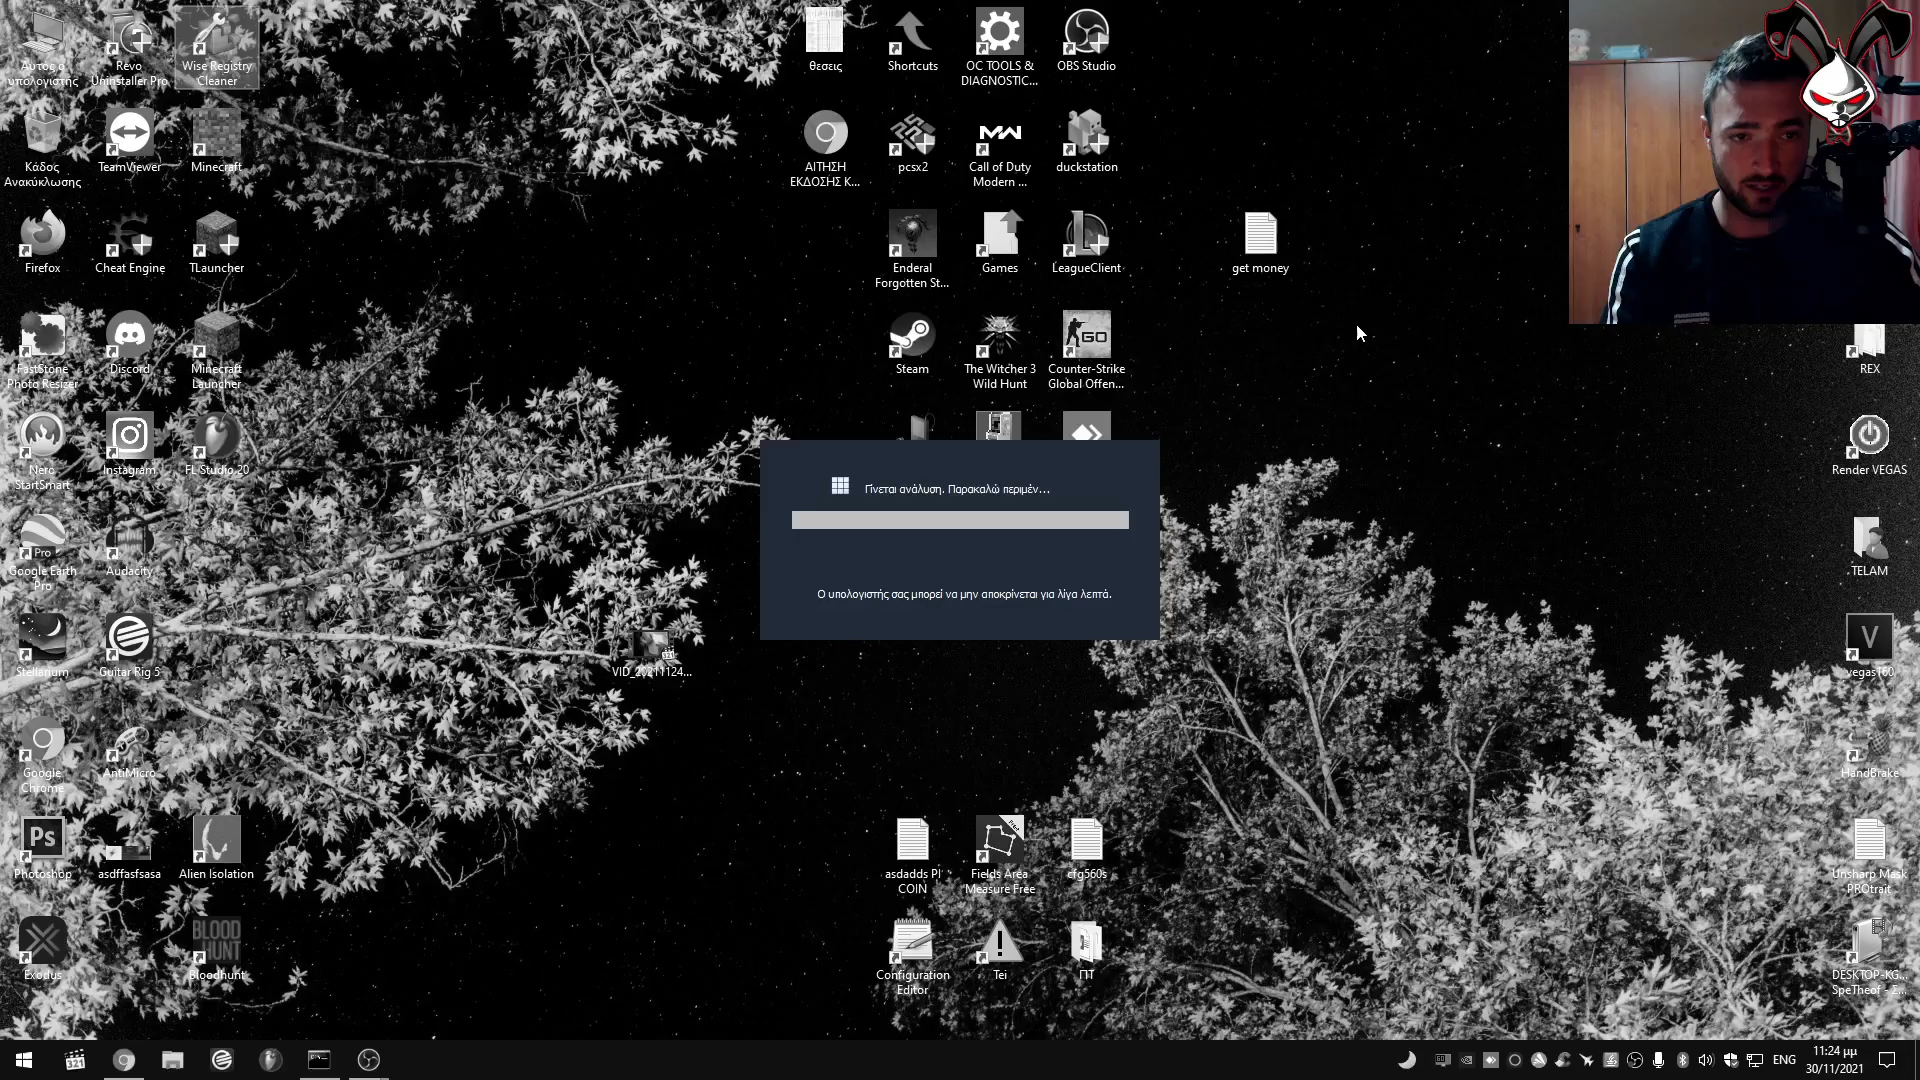 Αυτός ο
υπολογιστής
Revo
Uninstaller Pro
Wise Registry
Cleaner
θεσεις
Shortcuts
OC TOOLS &
DIAGNOSTIC...
OBS Studio
Κάδος
Ανακύκλωσης
TeamViewer
Minecraft
ΑΙΤΗΣΗ
ΕΚΔΟΣΗΣ Κ...
pcsx2
Call of Duty
Modern ...
duckstation
Firefox
Cheat Engine
TLauncher
Enderal
Forgotten St...
Games
LeagueClient
get money
FastStone
Photo Resizer
Discord
Minecraft
Launcher
Steam
The Witcher 3
Wild Hunt
GO
Counter-Strike
Global Offen...
REX
Nero
StartSmart
Instagram
FL Studio 20
Render VEGAS
Γίνεται ανάλυση. Παρακαλώ περιμέν...
Ο υπολογιστής σας μπορεί να μην αποκρίνεται για λίγα λεπτά.
Pro
Google Earth
Pro
Audacity
TELAM
Stellarium
Guitar Rig 5
VID_20211124...
V
vegas160
Google
Chrome
AntiMicro
HandBrake
Ps
Photoshop
asdffasfsasa
Alien Isolation
asdadds PI
COIN
Fields Area
Measure Free
cfg560s
Unsharp Mask
PROtrait
Exodus
BLOOD
HUNT
Bloodhunt
Configuration
Editor
Tei
ΠΤ
DESKTOP-KG...
SpeTheof - Σ...
321
ENG
11:24 μμ
30/11/2021